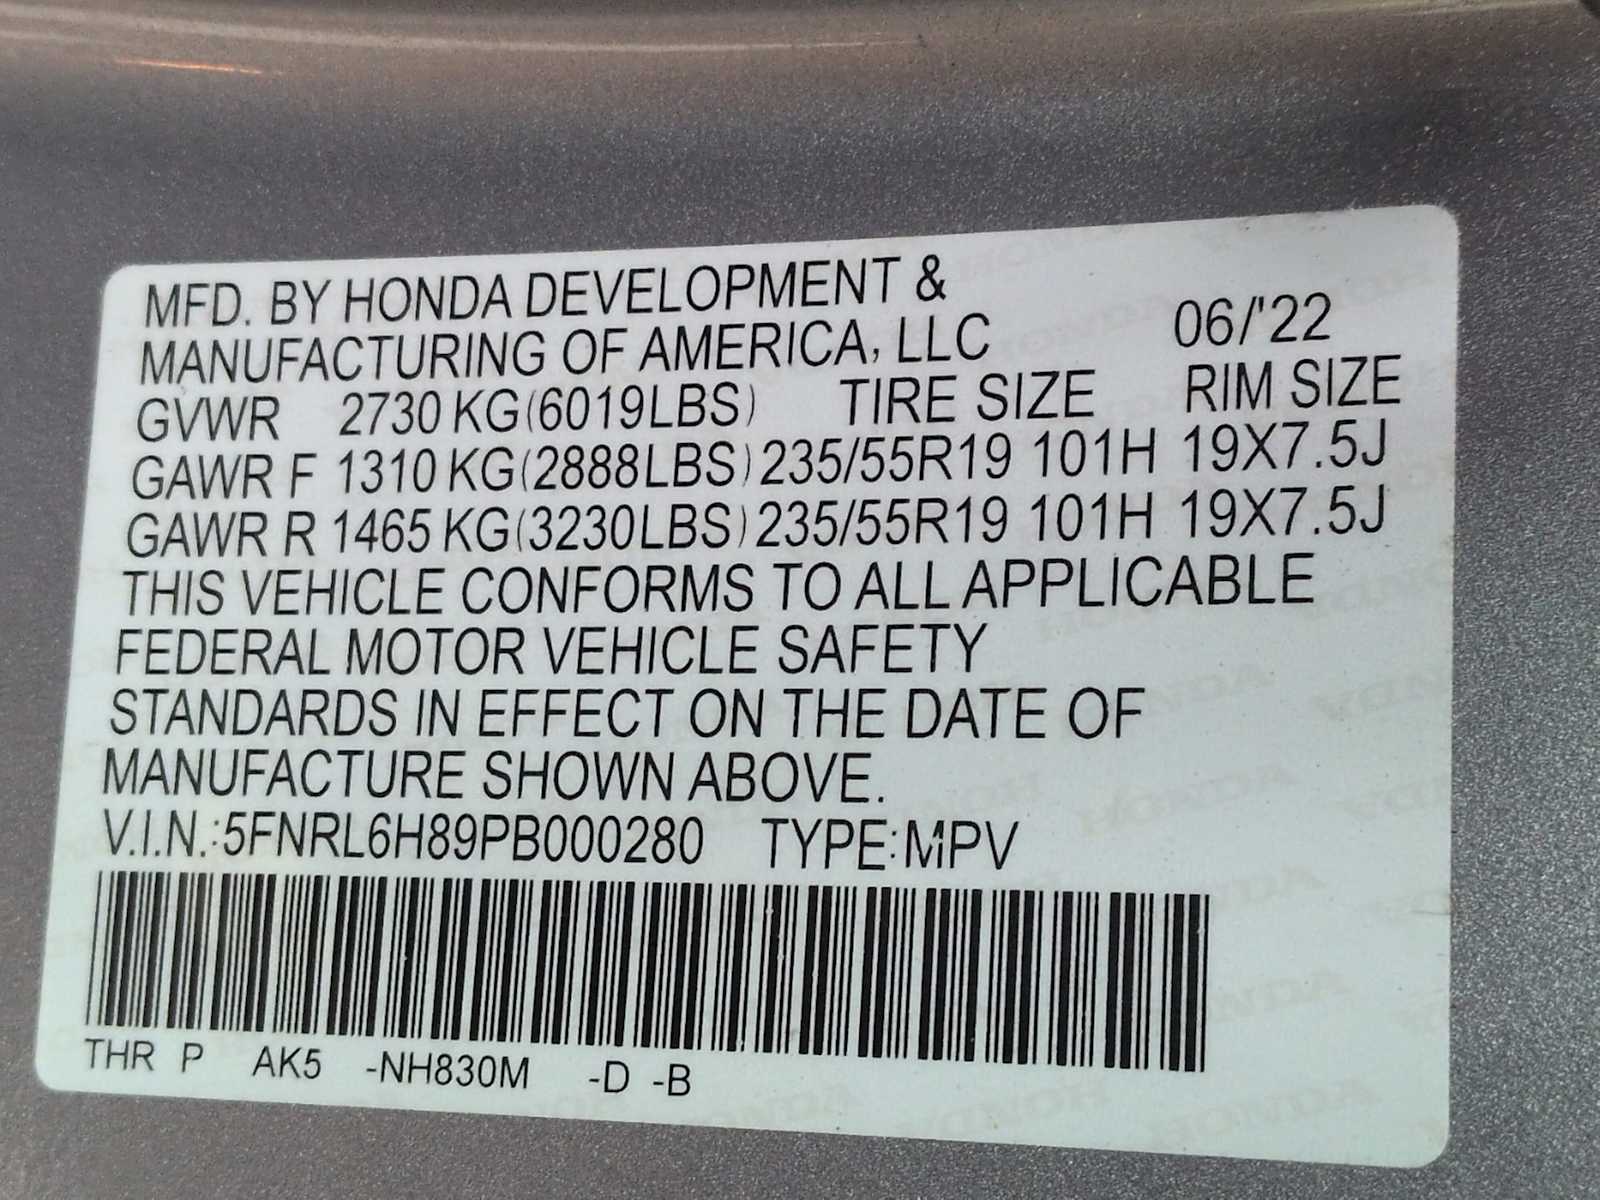 MFD. BY HONDA DEVELOPMENT &
MANUFACTURING OF AMERICA, LLC 06/'22
GVWR 2730 KG(6019LBS) TIRE SIZE RIM SIZE
GAWR F 1310 KG(2888LBS) 235/55R19 101H 19X7.5J
GAWR R 1465 KG(3230LBS) 235/55R19 101H 19X7.5J
THIS VEHICLE CONFORMS TO ALL APPLICABLE
FEDERAL MOTOR VEHICLE SAFETY
STANDARDS IN EFFECT ON THE DATE OF
MANUFACTURE SHOWN ABOVE.
V.I.N.:5FNRL6H89PB000280 TYPE:MPV
THR P AK5 -NH830M -D -B